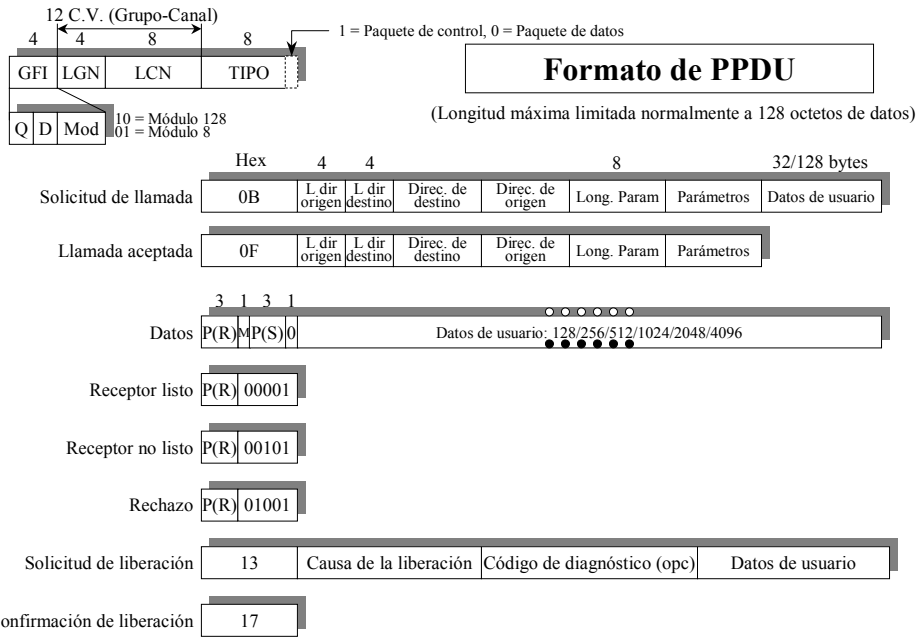 12 C.V. (Grupo-Canal)
1 = Paquete de control, 0 = Paquete de datos
4 4 8 8
GFI LGN LCN TIPO
Formato de PPDU
(Longitud máxima limitada normalmente a 128 octetos de datos)
Q D Mod
10 = Módulo 128
01 = Módulo 8
Hex 4 4 8 32/128 bytes
Solicitud de llamada 0B L dir origen L dir destino Direc. de destino Direc. de origen Long. Param Parámetros Datos de usuario
Llamada aceptada 0F L dir origen L dir destino Direc. de destino Direc. de origen Long. Param Parámetros
3 1 3 1
Datos P(R) M P(S) 0 Datos de usuario: 128/256/512/1024/2048/4096
Receptor listo P(R) 00001
Receptor no listo P(R) 00101
Rechazo P(R) 01001
Solicitud de liberación 13 Causa de la liberación Código de diagnóstico (opc) Datos de usuario
onfirmación de liberación 17